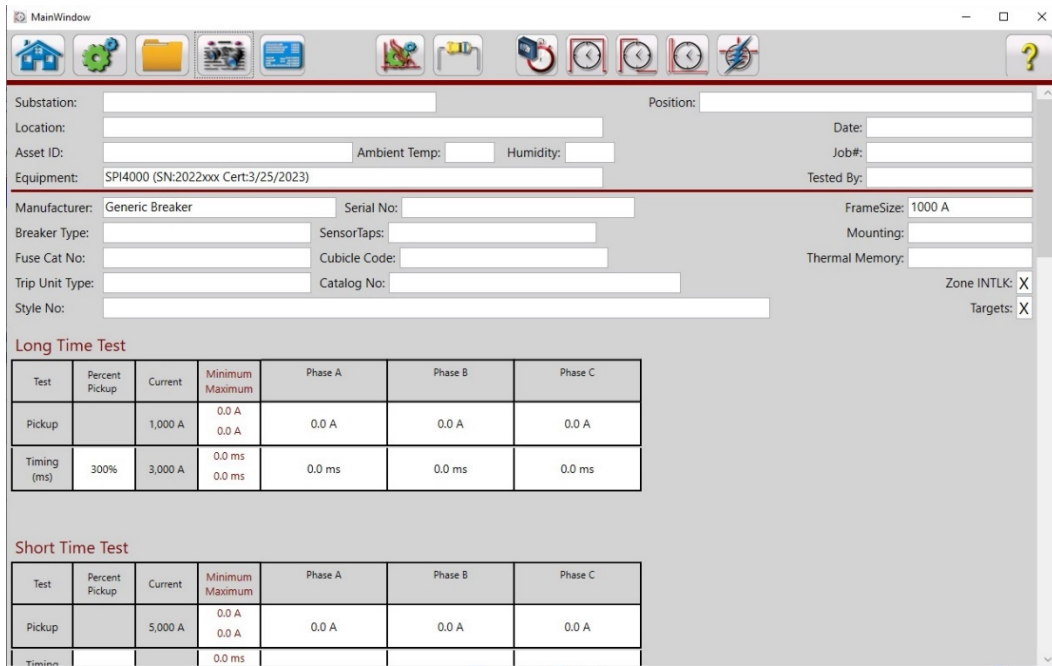 MainWindow
Substation: Position:
Location: Date:
Asset ID: Ambient Temp: Humidity: Job#:
Equipment: SPI4000 (SN:2022xxx Cert:3/25/2023) Tested By:
Manufacturer: Generic Breaker Serial No: FrameSize: 1000 A
Breaker Type: SensorTaps: Mounting:
Fuse Cat No: Cubicle Code: Thermal Memory:
Trip Unit Type: Catalog No: Zone INTLK: X
Style No: Targets: X
Long Time Test
Test Percent Pickup Current Minimum Maximum Phase A Phase B Phase C
Pickup 1,000 A 0.0 A 0.0 A 0.0 A 0.0 A 0.0 A
Timing (ms) 300% 3,000 A 0.0 ms 0.0 ms 0.0 ms 0.0 ms 0.0 ms
Short Time Test
Test Percent Pickup Current Minimum Maximum Phase A Phase B Phase C
Pickup 5,000 A 0.0 A 0.0 A 0.0 A 0.0 A 0.0 A
Timing 0.0 ms